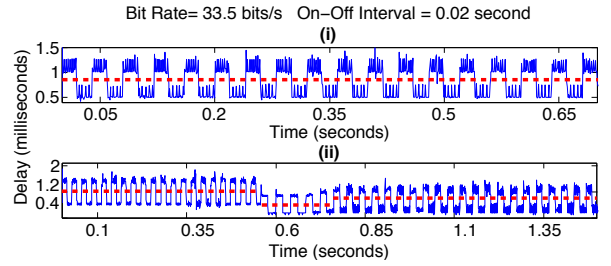 Bit Rate= 33.5 bits/s On−Off Interval = 0.02 second
(i)
1.5
1
0.5
0.05 0.2 0.35 0.5 0.65
Time (seconds)
Delay (milliseconds)
(ii)
2
1.2
0.4
0.1 0.35 0.6 0.85 1.1 1.35
Time (seconds)